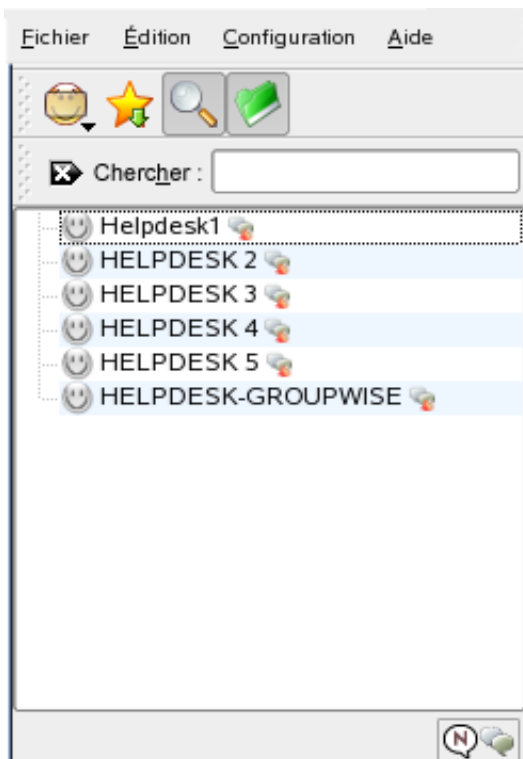 Fichier Édition Configuration Aide
Chercher :
Helpdesk1
HELPDESK 2
HELPDESK 3
HELPDESK 4
HELPDESK 5
HELPDESK-GROUPWISE
N